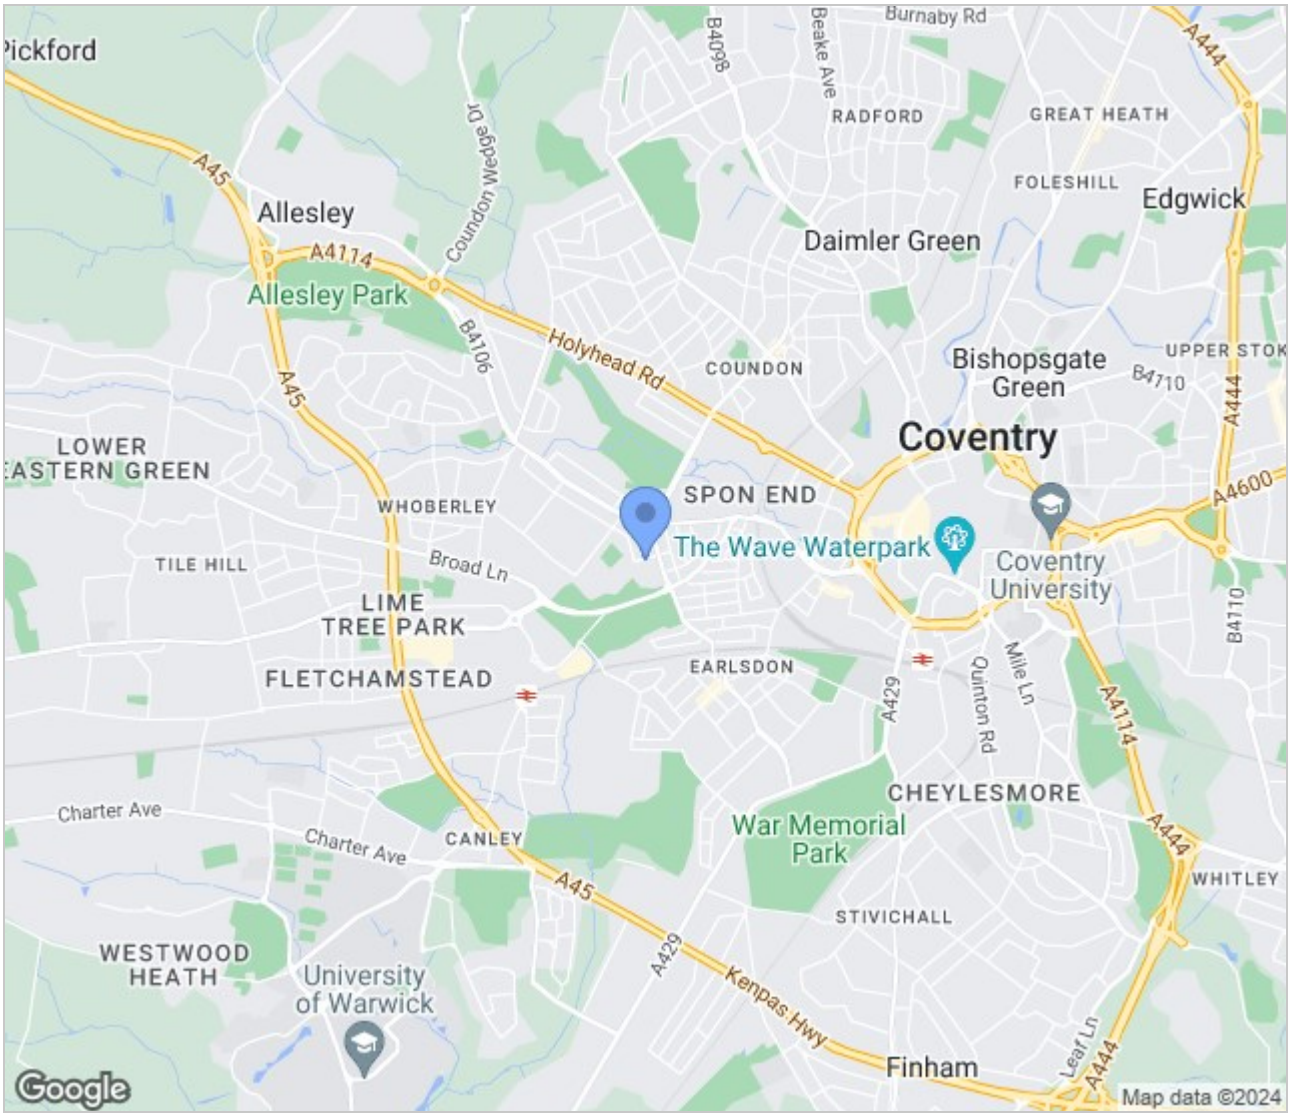 Burnaby Rd
Pickford
B4098
Beake Ave
A444
RADFORD
GREAT HEATH
Coundon Wedge Dr
A45
FOLESHILL
Edgwick
Allesley
Daimler Green
A4114
Allesley Park
B4106
Holyhead Rd
COUNDON
Bishopsgate
Green
UPPER STOK
B4710
A45
A444
Coventry
LOWER
EASTERN GREEN
SPON END
A4600
WHOBERLEY
The Wave Waterpark
Broad Ln
TILE HILL
Coventry
University
LIME
TREE PARK
B4110
EARLSDON
Mile Ln
FLETCHAMSTEAD
A429
Quinton Rd
A4114
CHEYLESMORE
Charter Ave
War Memorial
Park
Charter Ave
CANLEY
A444
A45
WHITLEY
STIVICHALL
WESTWOOD
HEATH
A429
University
of Warwick
Kenpas Hwy
Leaf Ln
Finham
A444
Google
Map data ©2024